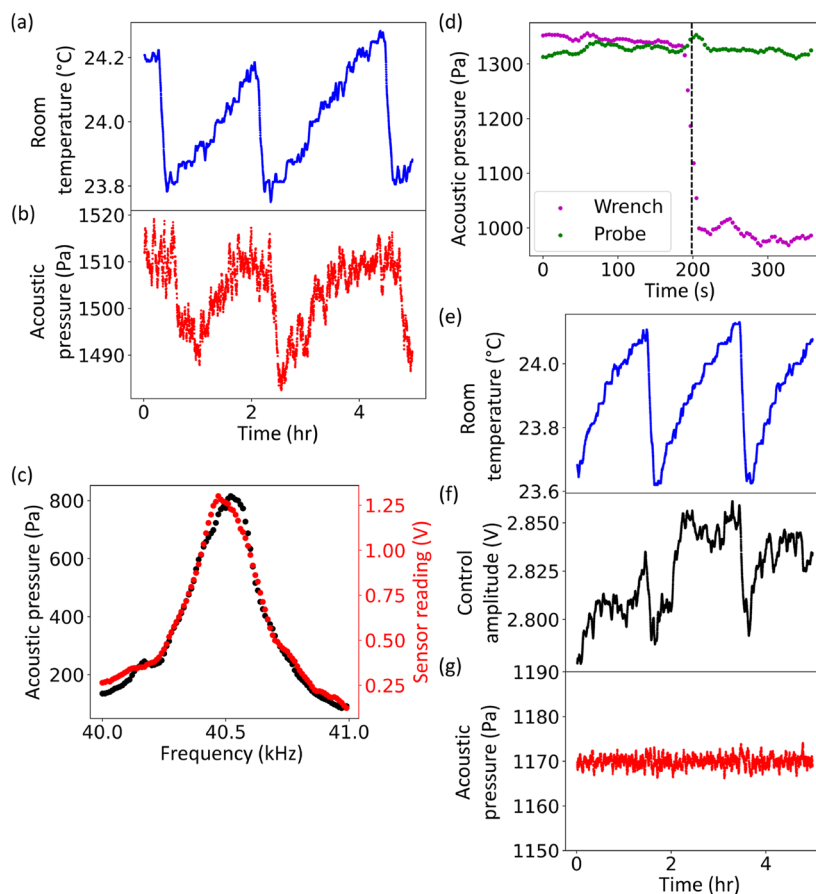 (a)
24.2
24.0
23.8
Room
temperature (°C)
(b)
1520
1510
1500
1490
Acoustic
pressure (Pa)
0
2
4
Time (hr)
(c)
800
600
400
200
Acoustic pressure (Pa)
1.25
1.00
0.75
0.50
0.25
Sensor reading (V)
40.0
40.5
41.0
Frequency (kHz)
(d)
1300
1200
1100
1000
Acoustic pressure (Pa)
Wrench
Probe
0
100
200
300
Time (s)
(e)
24.0
23.8
23.6
Room
temperature (°C)
(f)
2.850
2.825
2.800
Control
amplitude (V)
(g)
1190
1180
1170
1160
1150
Acoustic
pressure (Pa)
0
2
4
Time (hr)